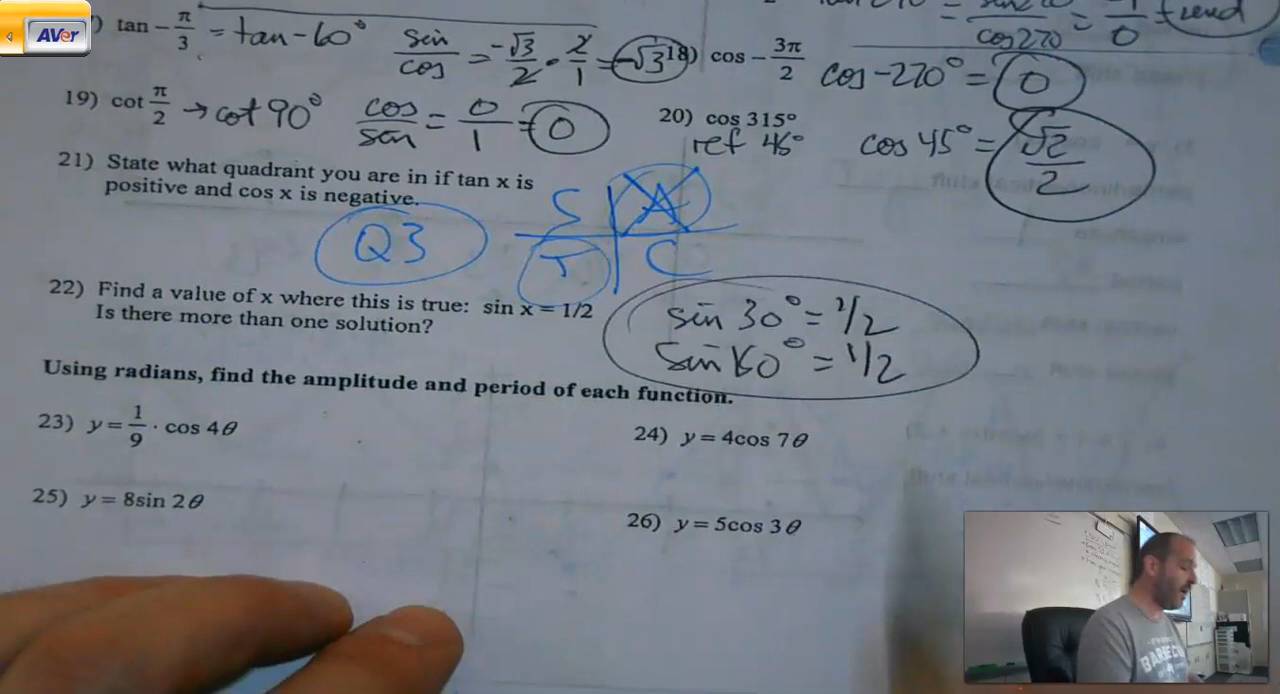 AVer
) tan - π/3 = tan -60° sin/cos = -√3/2 · 2/1 = -√3
= sin270/cos270 = -1/0 = und
18) cos - 3π/2 cos -270° = 0
19) cot π/2 → cot 90° cos/sin = 0/1 = 0
20) cos 315° cos 45° = √2/2
ref 45°
21) State what quadrant you are in if tan x is
positive and cos x is negative.
S A
Q3 T C
22) Find a value of x where this is true: sin x = 1/2
Is there more than one solution?
sin 30° = 1/2
sin 150° = 1/2
Using radians, find the amplitude and period of each function.
23) y = 1/9 · cos 4θ
24) y = 4cos 7θ
25) y = 8sin 2θ
26) y = 5cos 3θ